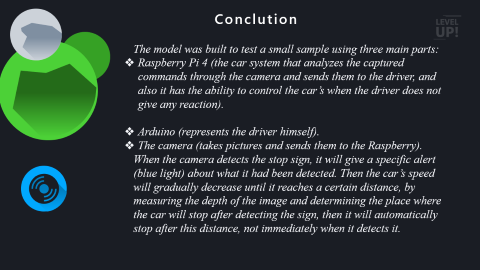 Conclution
LEVEL
UP!
The model was built to test a small sample using three main parts:
❖ Raspberry Pi 4 (the car system that analyzes the captured
commands through the camera and sends them to the driver, and
also it has the ability to control the car's when the driver does not
give any reaction).
❖ Arduino (represents the driver himself).
❖ The camera (takes pictures and sends them to the Raspberry).
When the camera detects the stop sign, it will give a specific alert
(blue light) about what it had been detected. Then the car's speed
will gradually decrease until it reaches a certain distance, by
measuring the depth of the image and determining the place where
the car will stop after detecting the sign, then it will automatically
stop after this distance, not immediately when it detects it.